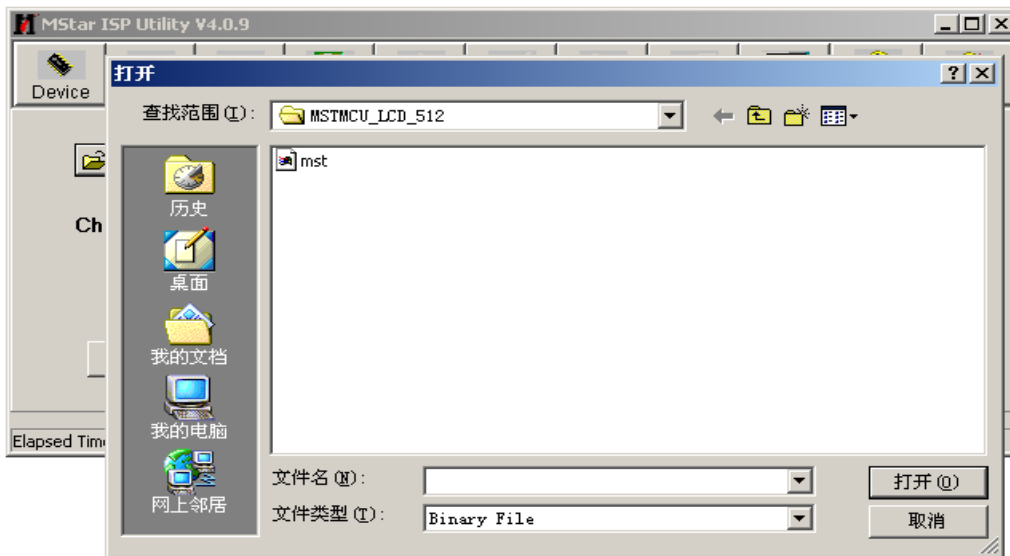 MStar ISP Utility V4.0.9
Device
打开
查找范围(I):
MSTMCU_LCD_512
mst
历史
桌面
我的文档
我的电脑
网上邻居
Ch
Elapsed Tim
文件名(N):
打开(O)
文件类型(T):
Binary File
取消